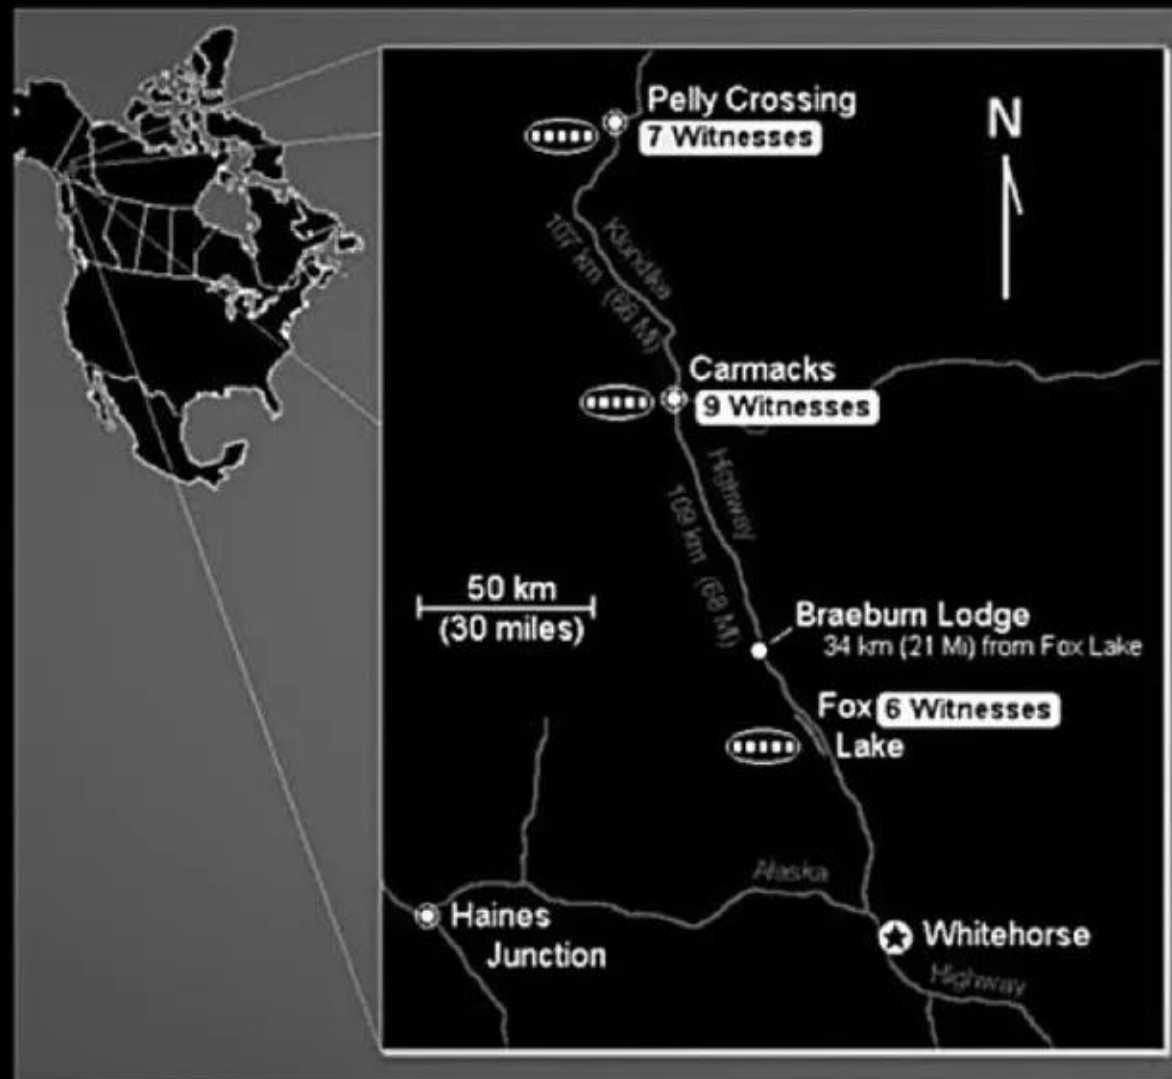 Pelly Crossing
7 Witnesses
N
Klondike
107 km (66 Mi)
Carmacks
9 Witnesses
Highway
109 km (68 Mi)
50 km
(30 miles)
Braeburn Lodge
34 km (21 Mi) from Fox Lake
Fox 6 Witnesses
Lake
Alaska
Haines
Junction
Whitehorse
Highway